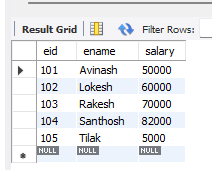 Result Grid Filter Rows:
eid ename salary
101 Avinash 50000
102 Lokesh 60000
103 Rakesh 70000
104 Santhosh 82000
105 Tilak 5000
NULL NULL NULL